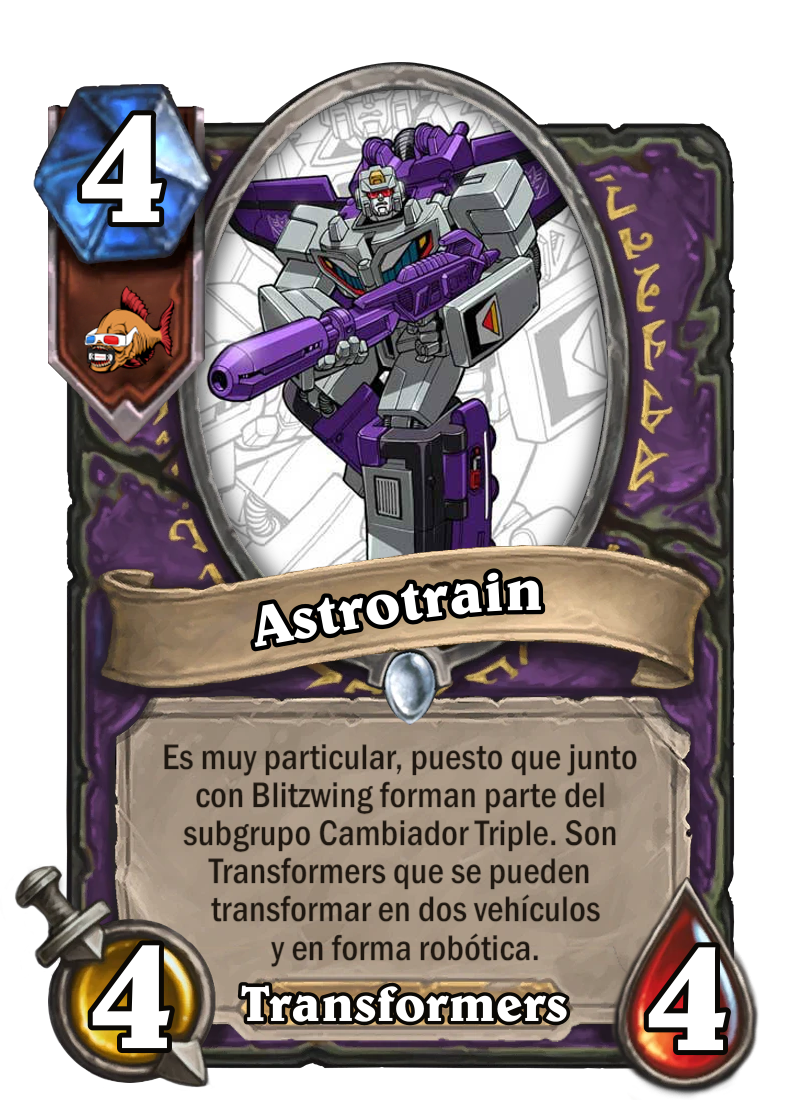 4
Astrotrain
Es muy particular, puesto que junto
con Blitzwing forman parte del
subgrupo Cambiador Triple. Son
Transformers que se pueden
transformar en dos vehículos
y en forma robótica.
4
Transformers
4